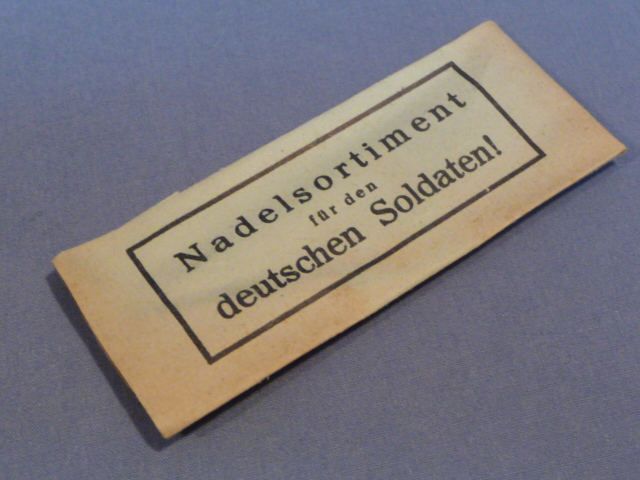 Nadelsortiment
für den
deutschen Soldaten!